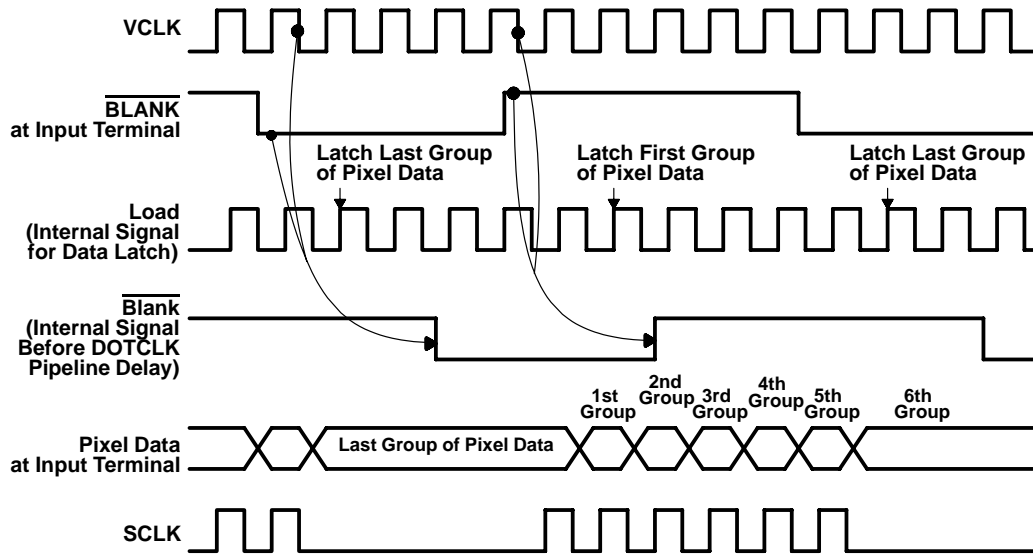 VCLK
BLANK
at Input Terminal
Latch Last Group
of Pixel Data
Latch First Group
of Pixel Data
Latch Last Group
of Pixel Data
Load
(Internal Signal
for Data Latch)
Blank
(Internal Signal
Before DOTCLK
Pipeline Delay)
1st
Group
2nd
Group
3rd
Group
4th
Group
5th
Group
6th
Group
Pixel Data
at Input Terminal
Last Group of Pixel Data
SCLK